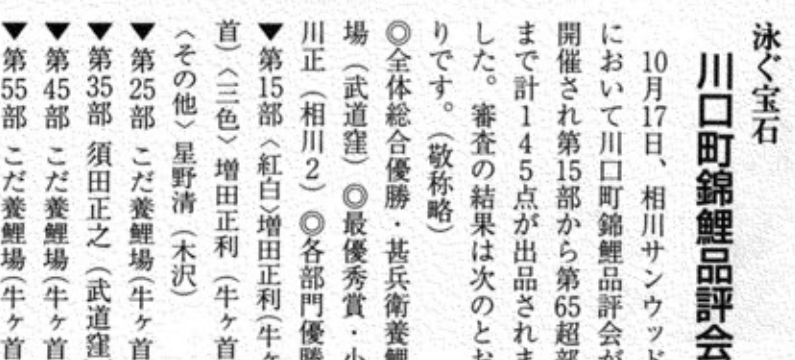 泳ぐ宝石
川口町錦鯉品評会
10月17日、相川サンウッド
において川口町錦鯉品評会が
開催され第15部から第65超部
まで計145点が出品されま
した。審査の結果は次のとお
りです。（敬称略）
◎全体総合優勝・甚兵衛養鯉
場（武道窪）◎最優秀賞・小
川正（相川2）◎各部門優勝
▼第15部〈紅白〉増田正利（牛ヶ
首）〈三色〉増田正利（牛ヶ首
〈その他〉星野清（木沢）
▼第25部 こだ養鯉場（牛ヶ首
▼第35部 須田正之（武道窪
▼第45部 こだ養鯉場（牛ヶ首
▼第55部 こだ養鯉場（牛ヶ首